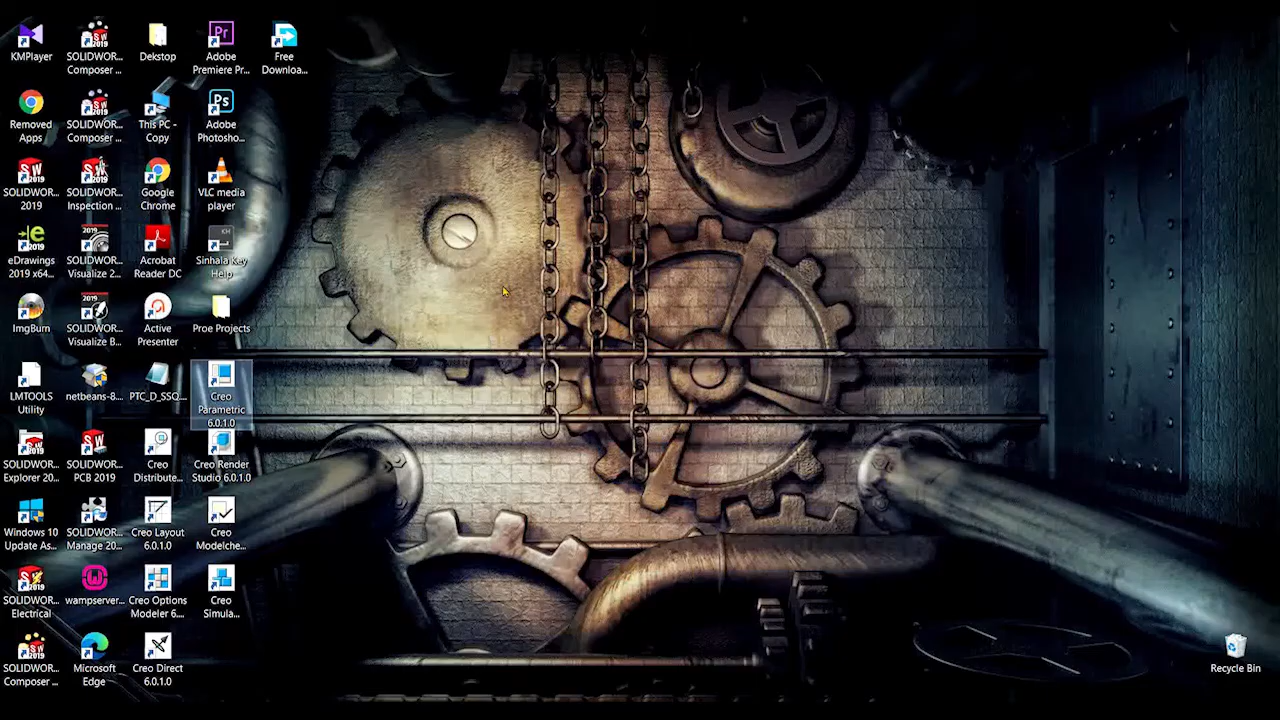 KMPlayer
SOLIDWOR...
Composer ...
Dekstop
Adobe
Premiere Pr...
Free
Downloa...
Removed
Apps
SOLIDWOR...
Composer ...
This PC -
Copy
Adobe
Photosho...
SOLIDWOR...
2019
SOLIDWOR...
Inspection ...
Google
Chrome
VLC media
player
eDrawings
2019 x64...
SOLIDWOR...
Visualize 2...
Acrobat
Reader DC
Sinhala Key
Help
ImgBurn
SOLIDWOR...
Visualize B...
Active
Presenter
Proe Projects
LMTOOLS
Utility
netbeans-8...
PTC_D_SSQ...
Creo
Parametric
6.0.1.0
SOLIDWOR...
Explorer 20...
SOLIDWOR...
PCB 2019
Creo
Distribute...
Creo Render
Studio 6.0.1.0
Windows 10
Update As...
SOLIDWOR...
Manage 20...
Creo Layout
6.0.1.0
Creo
Modelche...
SOLIDWOR...
Electrical
wampserver...
Creo Options
Modeler 6....
Creo
Simula...
SOLIDWOR...
Composer ...
Microsoft
Edge
Creo Direct
6.0.1.0
Recycle Bin